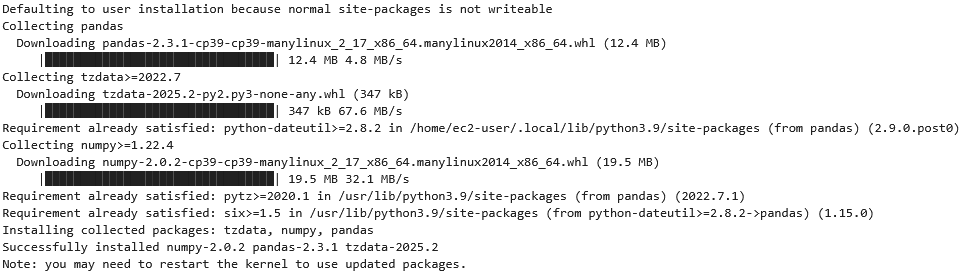 Defaulting to user installation because normal site-packages is not writeable
Collecting pandas
  Downloading pandas-2.3.1-cp39-cp39-manylinux_2_17_x86_64.manylinux2014_x86_64.whl (12.4 MB)
     |████████████████████████████████| 12.4 MB 4.8 MB/s
Collecting tzdata>=2022.7
  Downloading tzdata-2025.2-py2.py3-none-any.whl (347 kB)
     |████████████████████████████████| 347 kB 67.6 MB/s
Requirement already satisfied: python-dateutil>=2.8.2 in /home/ec2-user/.local/lib/python3.9/site-packages (from pandas) (2.9.0.post0)
Collecting numpy>=1.22.4
  Downloading numpy-2.0.2-cp39-cp39-manylinux_2_17_x86_64.manylinux2014_x86_64.whl (19.5 MB)
     |████████████████████████████████| 19.5 MB 32.1 MB/s
Requirement already satisfied: pytz>=2020.1 in /usr/lib/python3.9/site-packages (from pandas) (2022.7.1)
Requirement already satisfied: six>=1.5 in /usr/lib/python3.9/site-packages (from python-dateutil>=2.8.2->pandas) (1.15.0)
Installing collected packages: tzdata, numpy, pandas
Successfully installed numpy-2.0.2 pandas-2.3.1 tzdata-2025.2
Note: you may need to restart the kernel to use updated packages.